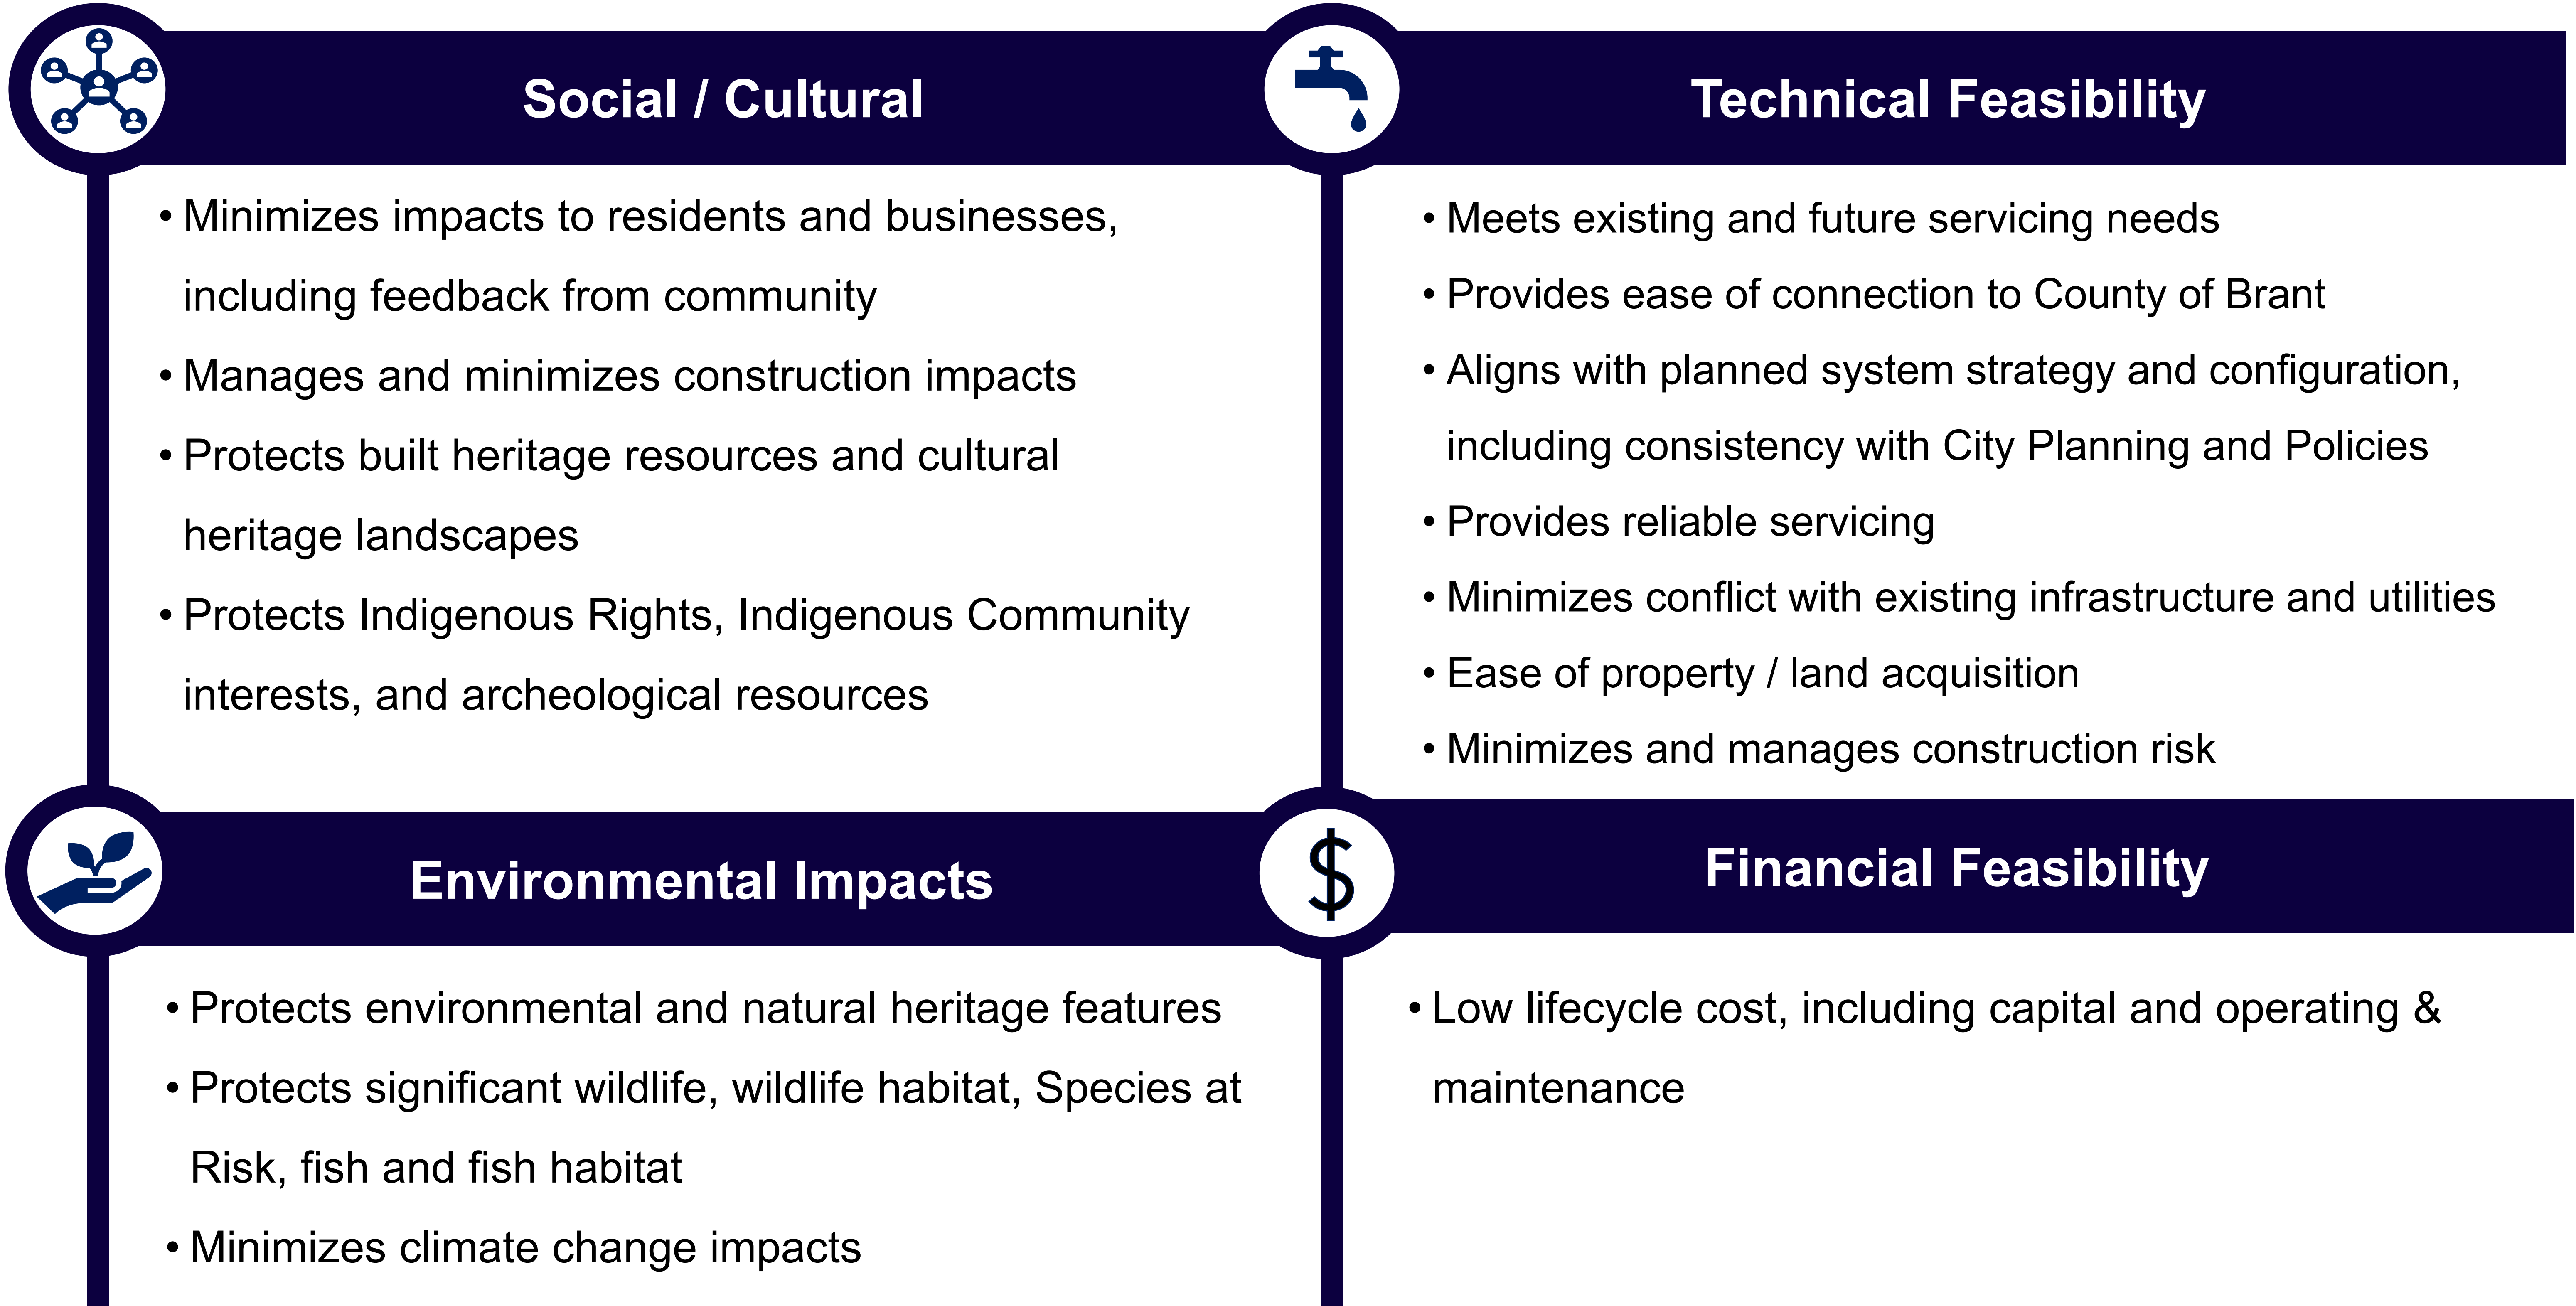 Social / Cultural
• Minimizes impacts to residents and businesses,
including feedback from community
• Manages and minimizes construction impacts
• Protects built heritage resources and cultural
heritage landscapes
• Protects Indigenous Rights, Indigenous Community
interests, and archeological resources
Technical Feasibility
• Meets existing and future servicing needs
• Provides ease of connection to County of Brant
• Aligns with planned system strategy and configuration,
including consistency with City Planning and Policies
• Provides reliable servicing
• Minimizes conflict with existing infrastructure and utilities
• Ease of property / land acquisition
• Minimizes and manages construction risk
Environmental Impacts
• Protects environmental and natural heritage features
• Protects significant wildlife, wildlife habitat, Species at
Risk, fish and fish habitat
• Minimizes climate change impacts
$
Financial Feasibility
• Low lifecycle cost, including capital and operating &
maintenance